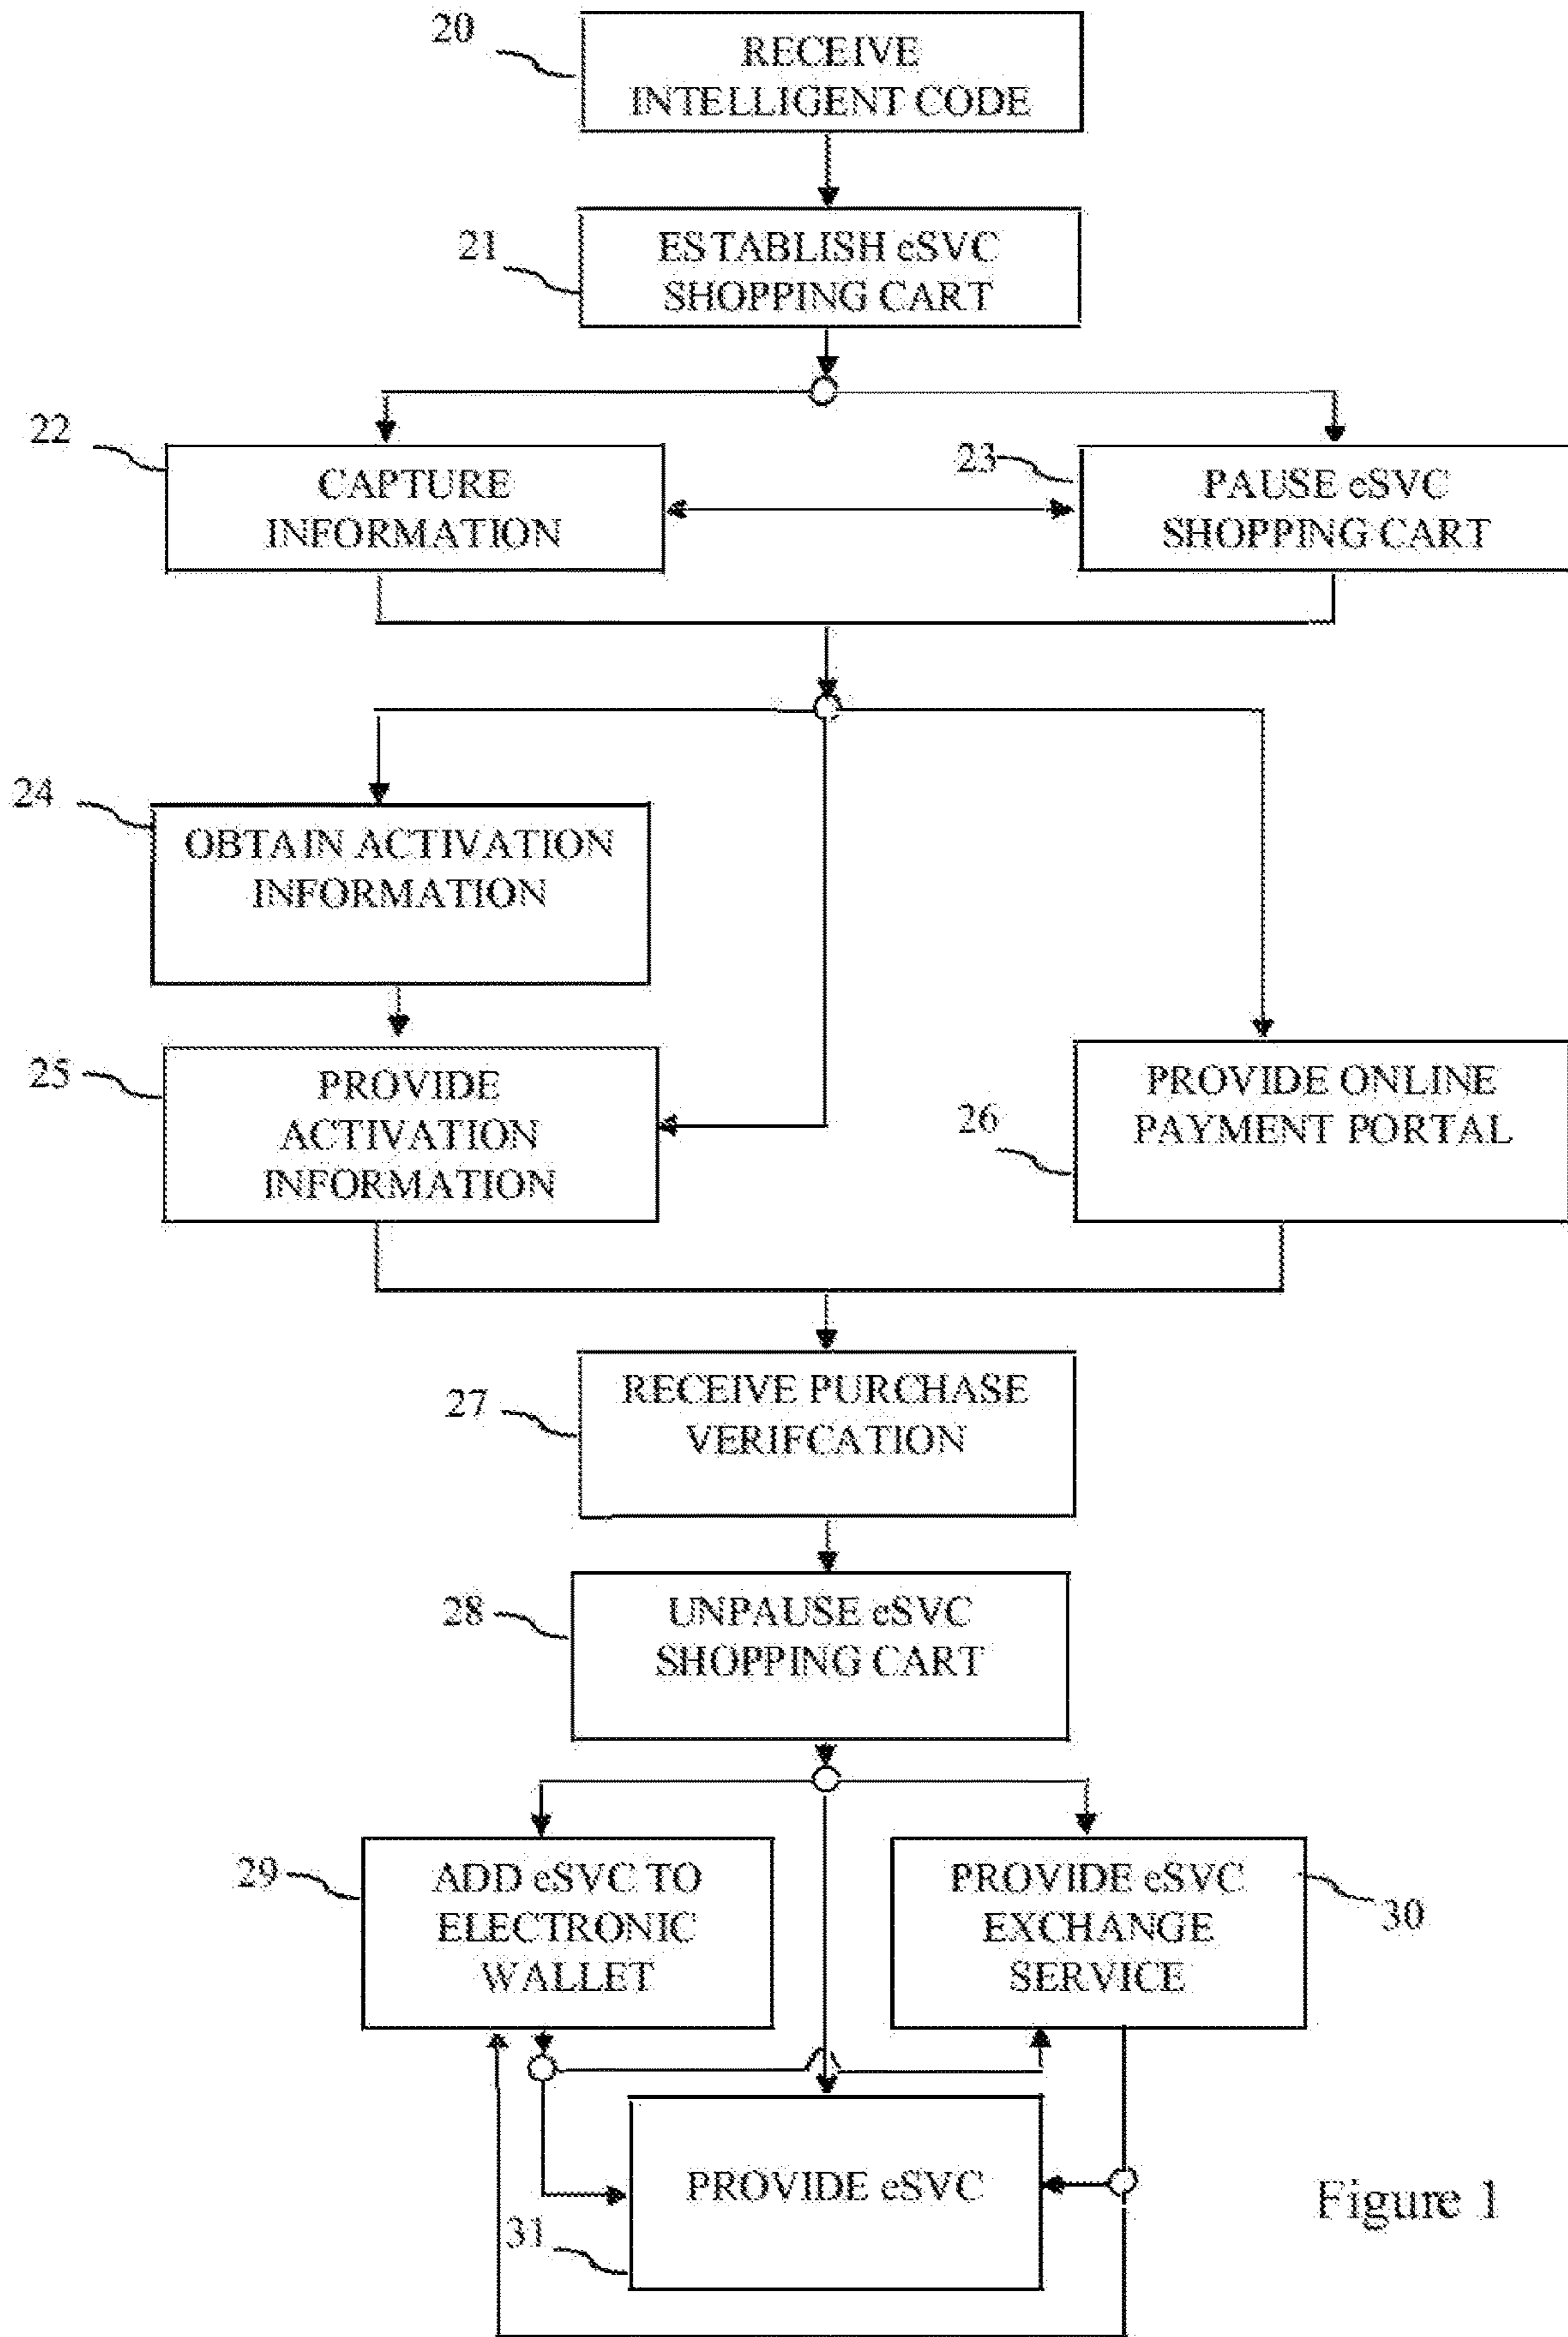 20
RECEIVE
INTELLIGENT CODE
21
ESTABLISH eSVC
SHOPPING CART
22
CAPTURE
INFORMATION
23
PAUSE eSVC
SHOPPING CART
24
OBTAIN ACTIVATION
INFORMATION
25
PROVIDE
ACTIVATION
INFORMATION
26
PROVIDE ONLINE
PAYMENT PORTAL
27
RECEIVE PURCHASE
VERIFCATION
28
UNPAUSE eSVC
SHOPPING CART
29
ADD eSVC TO
ELECTRONIC
WALLET
PROVIDE eSVC
EXCHANGE
SERVICE
30
PROVIDE eSVC
31
Figure 1